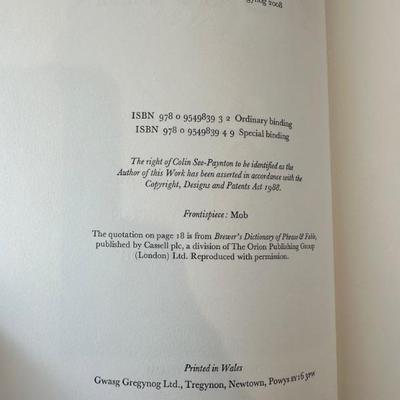 2008
ISBN 978 0 9549839 3 2 Ordinary binding
ISBN 978 0 9549839 4 9 Special binding
The right of Colin See-Paynton to be identified as the
Author of this Work has been asserted in accordance with the
Copyright, Designs and Patents Act 1988.
Frontispiece: Mob
The quotation on page 18 is from Brewer's Dictionary of Phrase & Fable,
published by Cassell plc, a division of The Orion Publishing Group
(London) Ltd. Reproduced with permission.
Printed in Wales
Gwasg Gregynog Ltd., Tregynon, Newtown, Powys SY16 3PW